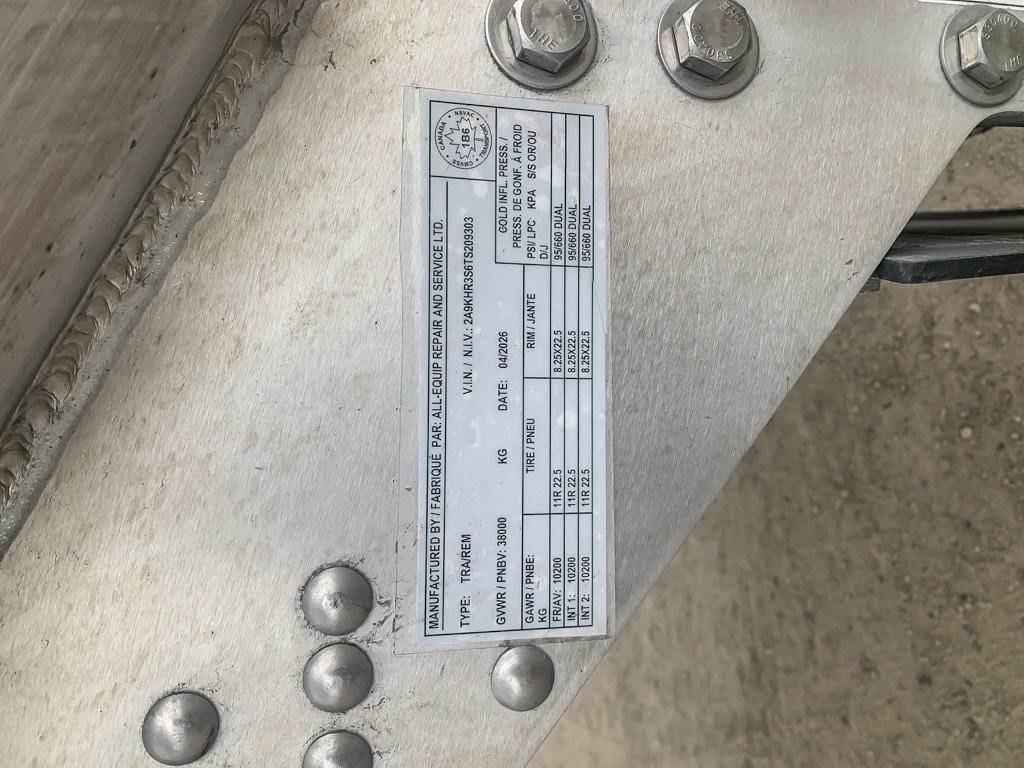 MANUFACTURED BY / FABRIQUÉ PAR: ALL-EQUIP REPAIR AND SERVICE LTD.
CANADA • NSVAC • TRANSPORT • CMVSS •
1B6
TYPE: TRA/REM V.I.N./ N.I.V.: 2A9KHR3S6TS209303
GVWR / PNBV: 38000 KG DATE: 04/2026
GAWR / PNBE: KG
TIRE / PNEU
RIM / JANTE
COLD INFL. PRESS. /
PRESS. DE GONF. À FROID
PSI/ LPC KPA S/S OR/OU
D/J
FR/AV: 10200 11R 22.5 8.25X22.5 95/660 DUAL
INT 1: 10200 11R 22.5 8.25X22.5 95/660 DUAL
INT 2: 10200 11R 22.5 8.25X22.5 95/660 DUAL
THE
THE